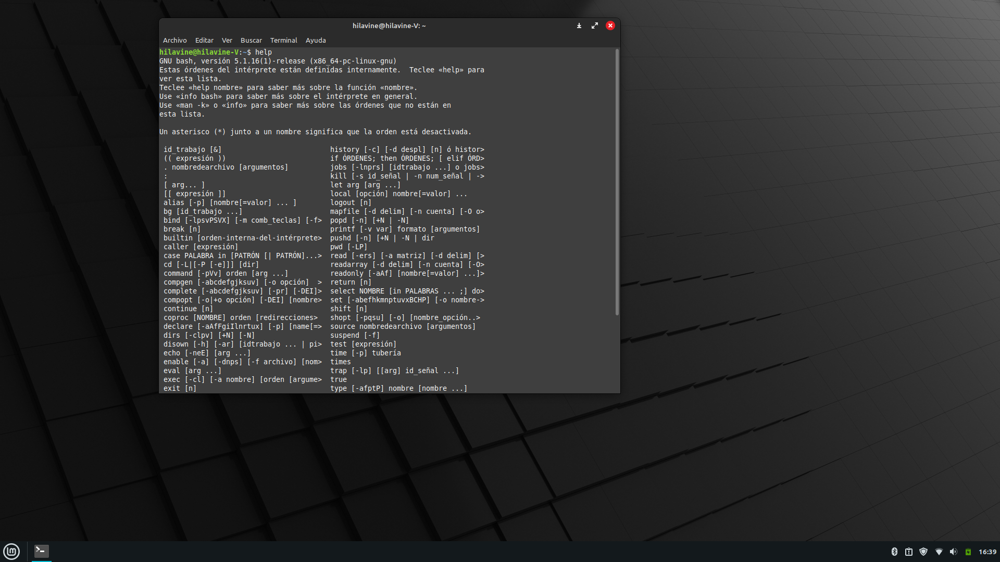 hilavine@hilavine-V: ~
Archivo Editar Ver Buscar Terminal Ayuda
hilavine@hilavine-V:~$ help
GNU bash, versión 5.1.16(1)-release (x86_64-pc-linux-gnu)
Estas órdenes del intérprete están definidas internamente.  Teclee «help» para
ver esta lista.
Teclee «help nombre» para saber más sobre la función «nombre».
Use «info bash» para saber más sobre el intérprete en general.
Use «man -k» o «info» para saber más sobre las órdenes que no están en
esta lista.
Un asterisco (*) junto a un nombre significa que la orden está desactivada.
id_trabajo [&]                          history [-c] [-d despl] [n] ó histor>
(( expresión ))                         if ÓRDENES; then ÓRDENES; [ elif ÓRD>
. nombredearchivo [argumentos]          jobs [-lnprs] [idtrabajo ...] o jobs>
:                                       kill [-s id_señal | -n num_señal | ->
[ arg... ]                              let arg [arg ...]
[[ expresión ]]                         local [opción] nombre[=valor] ...
alias [-p] [nombre[=valor] ... ]        logout [n]
bg [id_trabajo ...]                     mapfile [-d delim] [-n cuenta] [-O o>
bind [-lpsvPSVX] [-m comb_teclas] [-f>  popd [-n] [+N | -N]
break [n]                               printf [-v var] formato [argumentos]
builtin [orden-interna-del-intérprete>  pushd [-n] [+N | -N | dir
caller [expresión]                      pwd [-LP]
case PALABRA in [PATRÓN [| PATRÓN]...>  read [-ers] [-a matriz] [-d delim] [>
cd [-L|[-P [-e]]] [dir]                 readarray [-d delim] [-n cuenta] [-O>
command [-pVv] orden [arg ...]          readonly [-aAf] [nombre[=valor] ...]>
compgen [-abcdefgjksuv] [-o opción]  >  return [n]
complete [-abcdefgjksuv] [-pr] [-DEI]>  select NOMBRE [in PALABRAS ... ;] do>
compopt [-o|+o opción] [-DEI] [nombre>  set [-abefhkmnptuvxBCHP] [-o nombre->
continue [n]                            shift [n]
coproc [NOMBRE] orden [redirecciones>   shopt [-pqsu] [-o] [nombre_opción..>
declare [-aAfFgiIlnrtux] [-p] [name[=>  source nombredearchivo [argumentos]
dirs [-clpv] [+N] [-N]                  suspend [-f]
disown [-h] [-ar] [idtrabajo ... | pi>  test [expresión]
echo [-neE] [arg ...]                   time [-p] tubería
enable [-a] [-dnps] [-f archivo] [nom>  times
eval [arg ...]                          trap [-lp] [[arg] id_señal ...]
exec [-cl] [-a nombre] [orden [argume>  true
exit [n]                                type [-afptP] nombre [nombre ...]
16:39